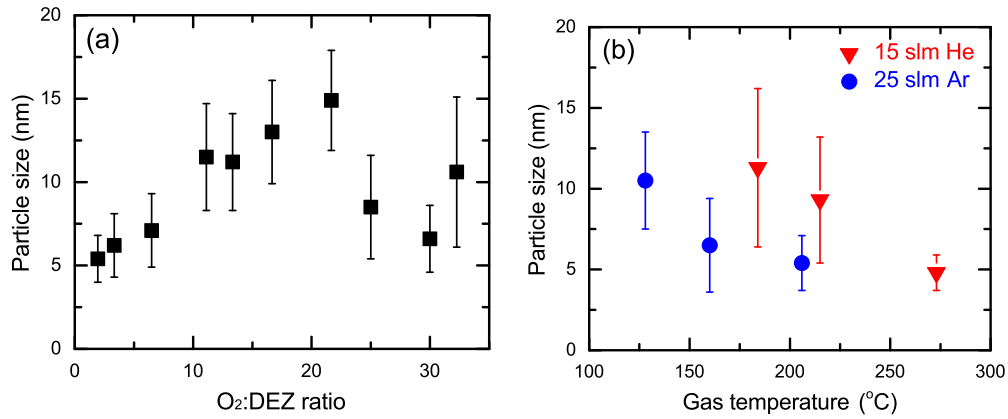 (a)
Particle size (nm)
20
15
10
5
0
0 10 20 30
O₂:DEZ ratio
(b)
15 slm He
25 slm Ar
Particle size (nm)
20
15
10
5
0
100 150 200 250 300
Gas temperature (°C)